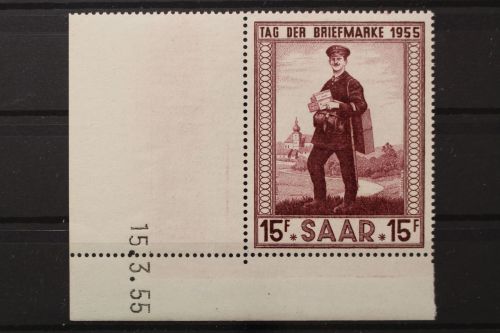 TAG DER BRIEFMARKE 1955
15F * SAAR * 15F
15.3.55